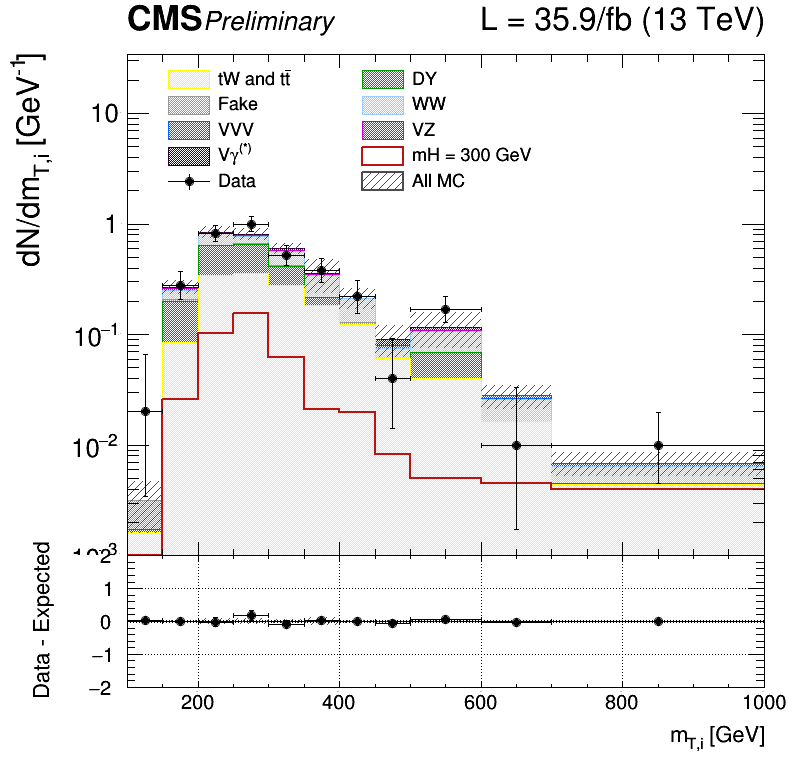 CMS Preliminary L = 35.9/fb (13 TeV)
dN/dm_T,i [GeV⁻¹]
tW and tt̄ DY
Fake WW
VVV VZ
Vγ(*) mH = 300 GeV
Data All MC
10
1
10⁻¹
10⁻²
2
1
0
−1
−2
Data - Expected
200 400 600 800 1000
m_T,i [GeV]